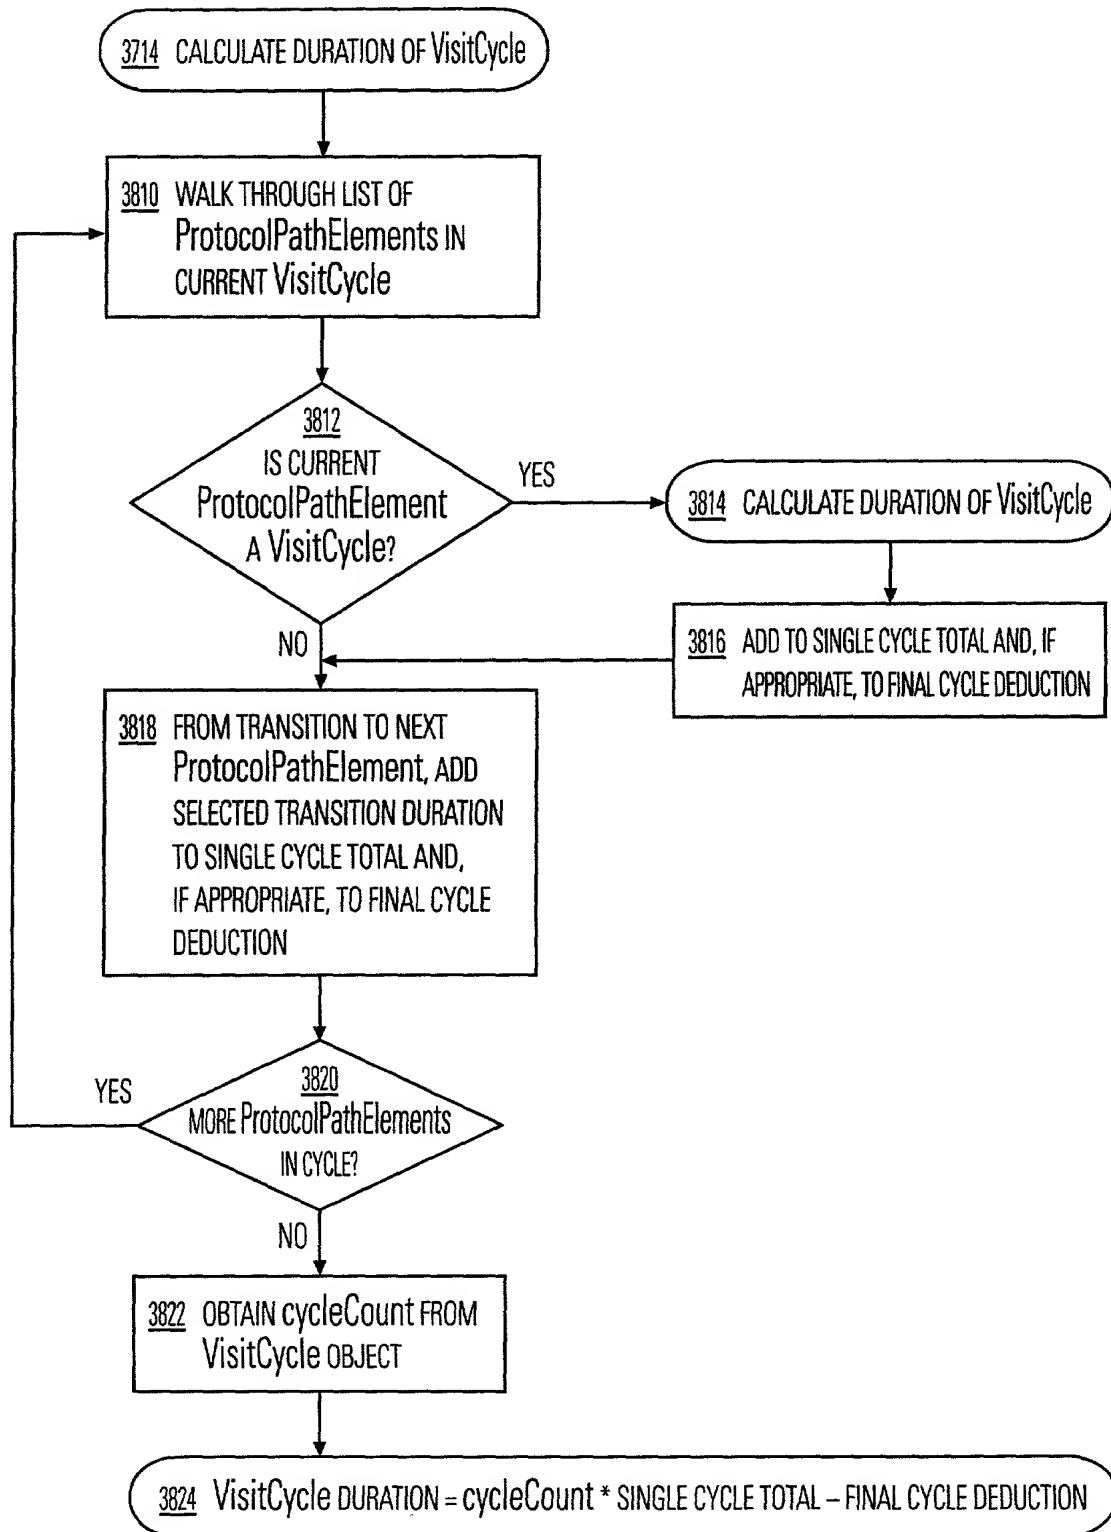 3714 CALCULATE DURATION OF VisitCycle
3810 WALK THROUGH LIST OF
ProtocolPathElements IN
CURRENT VisitCycle
3812
IS CURRENT
ProtocolPathElement
A VisitCycle?
YES
3814 CALCULATE DURATION OF VisitCycle
NO
3816 ADD TO SINGLE CYCLE TOTAL AND, IF
APPROPRIATE, TO FINAL CYCLE DEDUCTION
3818 FROM TRANSITION TO NEXT
ProtocolPathElement, ADD
SELECTED TRANSITION DURATION
TO SINGLE CYCLE TOTAL AND,
IF APPROPRIATE, TO FINAL CYCLE
DEDUCTION
YES
3820
MORE ProtocolPathElements
IN CYCLE?
NO
3822 OBTAIN cycleCount FROM
VisitCycle OBJECT
3824 VisitCycle DURATION = cycleCount * SINGLE CYCLE TOTAL – FINAL CYCLE DEDUCTION